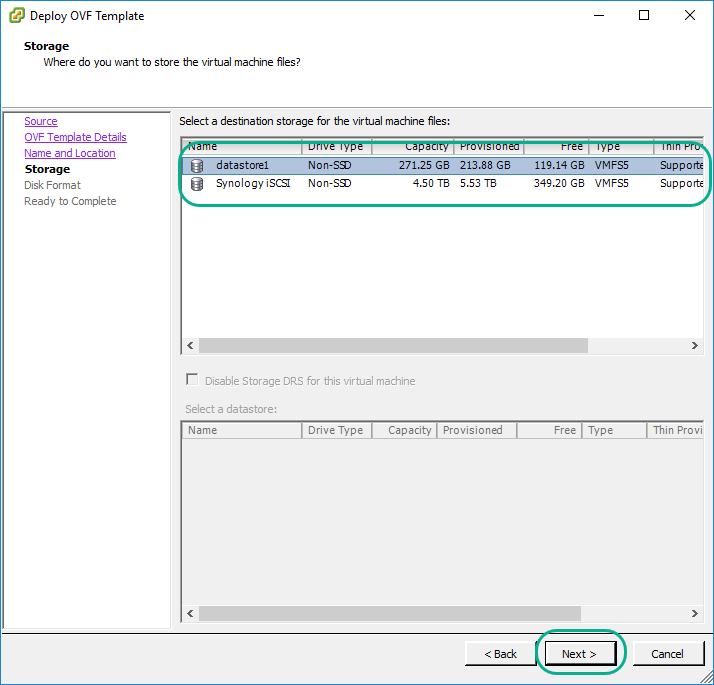 Deploy OVF Template
Storage
Where do you want to store the virtual machine files?
Source
OVF Template Details
Name and Location
Storage
Disk Format
Ready to Complete
Select a destination storage for the virtual machine files:
Name Drive Type Capacity Provisioned Free Type Thin Prov
datastore1 Non-SSD 271.25 GB 213.88 GB 119.14 GB VMFS5 Supporte
Synology iSCSI Non-SSD 4.50 TB 5.53 TB 349.20 GB VMFS5 Supporte
Disable Storage DRS for this virtual machine
Select a datastore:
Name Drive Type Capacity Provisioned Free Type Thin Provi
< Back Next > Cancel